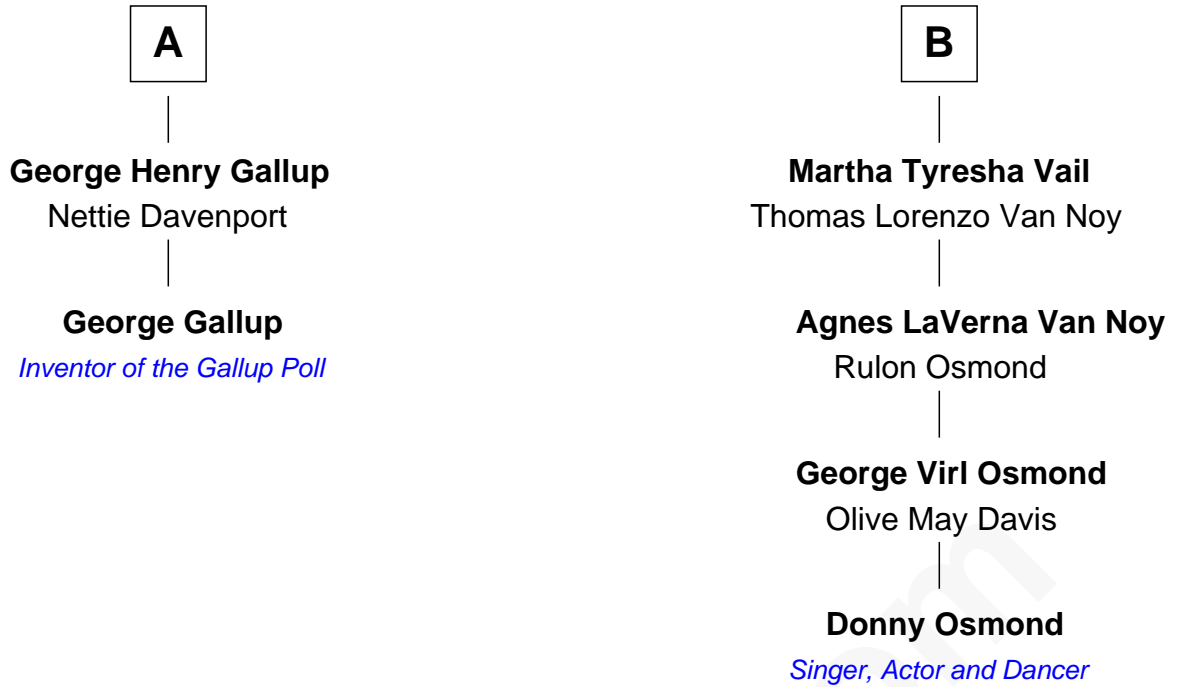 A
George Henry Gallup
Nettie Davenport
George Gallup
Inventor of the Gallup Poll
B
Martha Tyresha Vail
Thomas Lorenzo Van Noy
Agnes LaVerna Van Noy
Rulon Osmond
George Virl Osmond
Olive May Davis
Donny Osmond
Singer, Actor and Dancer